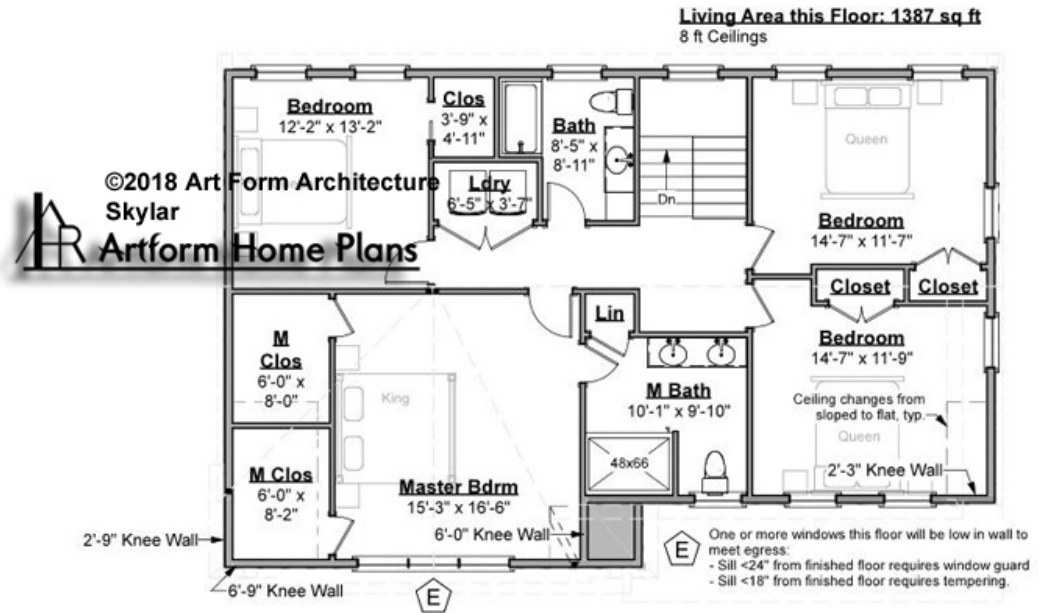 Living Area this Floor: 1387 sq ft
8 ft Ceilings
Bedroom
12'-2" x 13'-2"
Clos
3'-9" x
4'-11"
Bath
8'-5" x
8'-11"
Queen
©2018 Art Form Architecture
Skylar
Artform Home Plans
Ldry
6'-5" x 3'-7"
Dn
Bedroom
14'-7" x 11'-7"
Closet
Closet
Lin
M
Clos
6'-0" x
8'-0"
Bedroom
14'-7" x 11'-9"
King
M Bath
10'-1" x 9'-10"
Ceiling changes from
sloped to flat, typ.
Queen
48x66
2'-3" Knee Wall
M Clos
6'-0" x
8'-2"
Master Bdrm
15'-3" x 16'-6"
6'-0" Knee Wall
2'-9" Knee Wall
6'-9" Knee Wall
E
E
One or more windows this floor will be low in wall to
meet egress:
- Sill <24" from finished floor requires window guard
- Sill <18" from finished floor requires tempering.